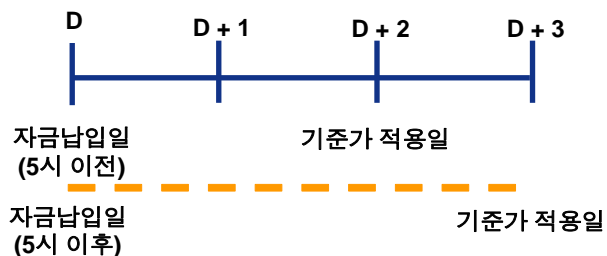 D
D + 1
D + 2
D + 3
자금납입일
(5시 이전)
기준가 적용일
자금납입일
(5시 이후)
기준가 적용일